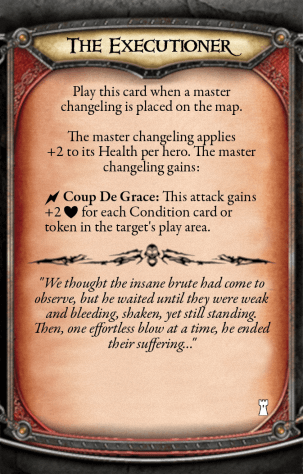 The Executioner
Play this card when a master
changeling is placed on the map.
The master changeling applies
+2 to its Health per hero. The master
changeling gains:
Coup De Grace: This attack gains
+2 ♥ for each Condition card or
token in the target's play area.
"We thought the insane brute had come to
observe, but he waited until they were weak
and bleeding, shaken, yet still standing.
Then, one effortless blow at a time, he ended
their suffering..."